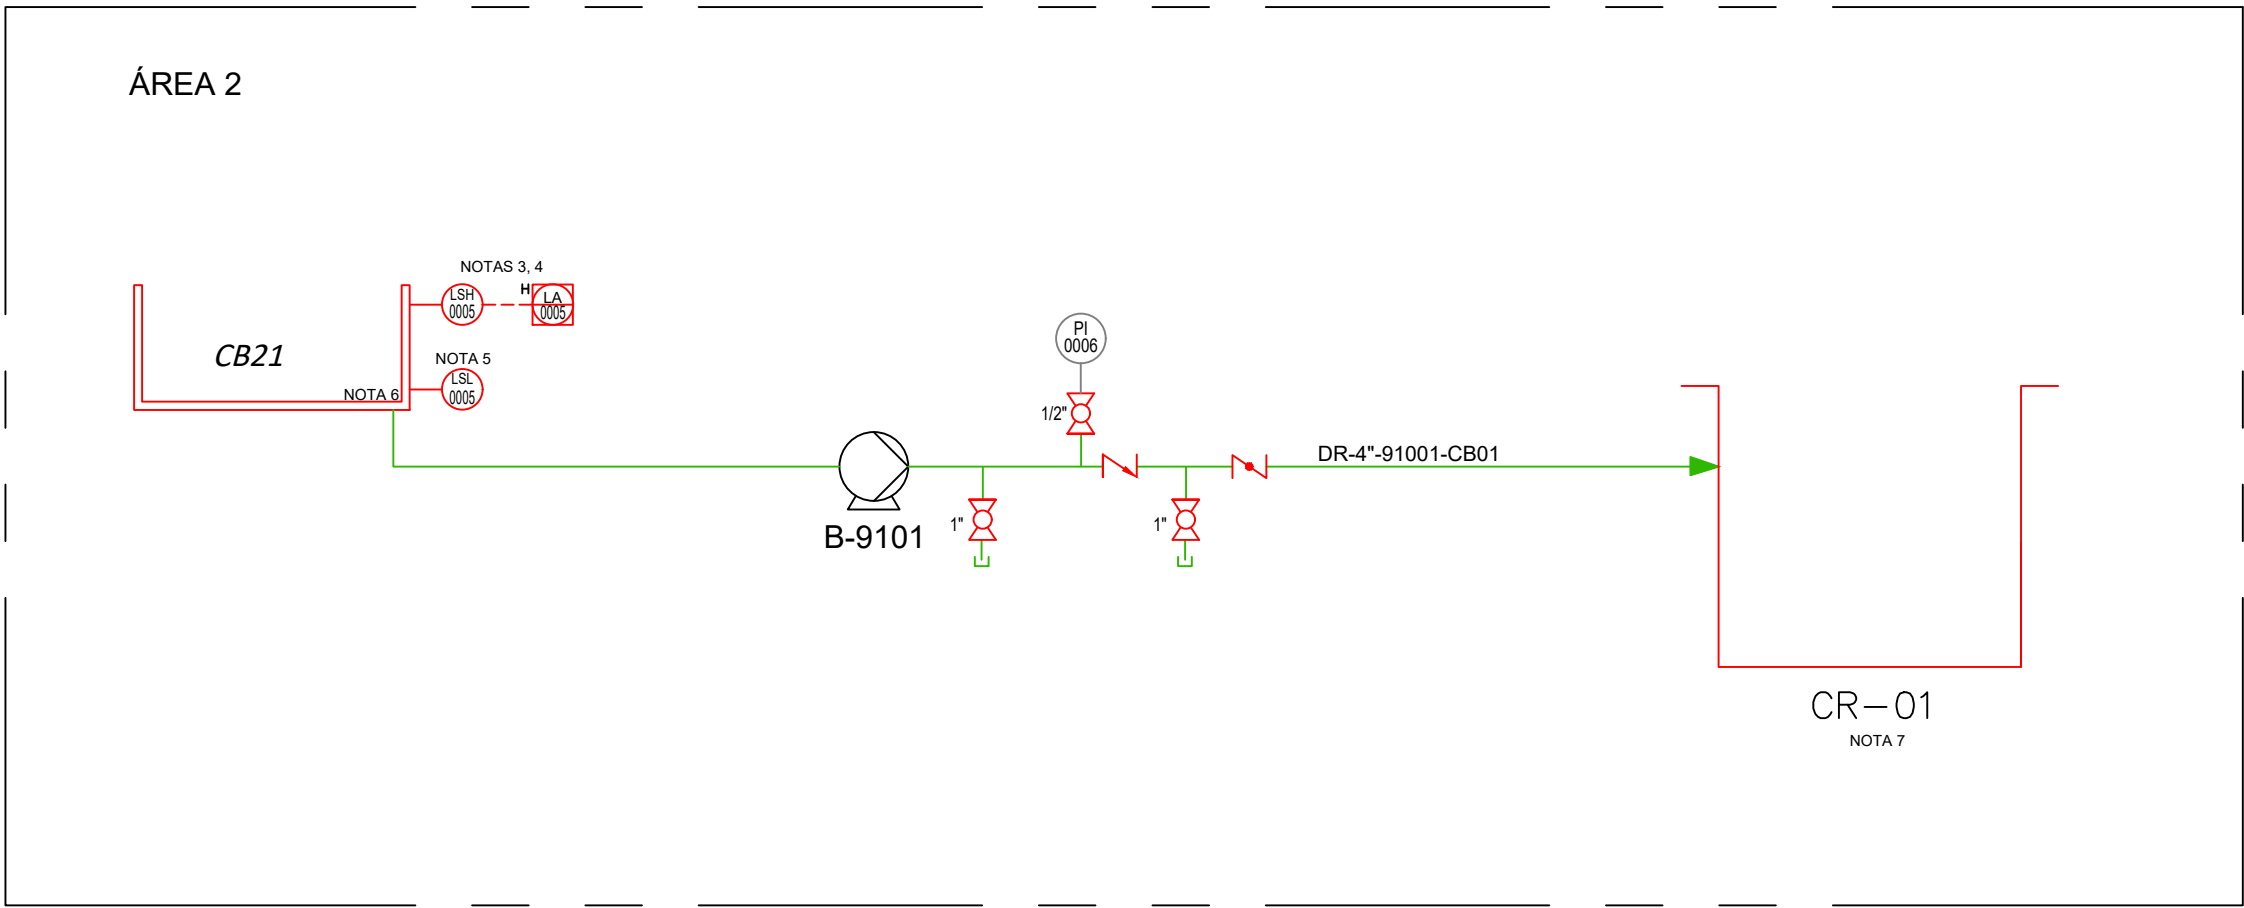 ÁREA 2
NOTAS 3, 4
H
LSH
0005
LA
0005
CB21
NOTA 5
LSL
0005
NOTA 6
PI
0006
1/2"
DR-4"-91001-CB01
B-9101
1"
1"
CR-01
NOTA 7